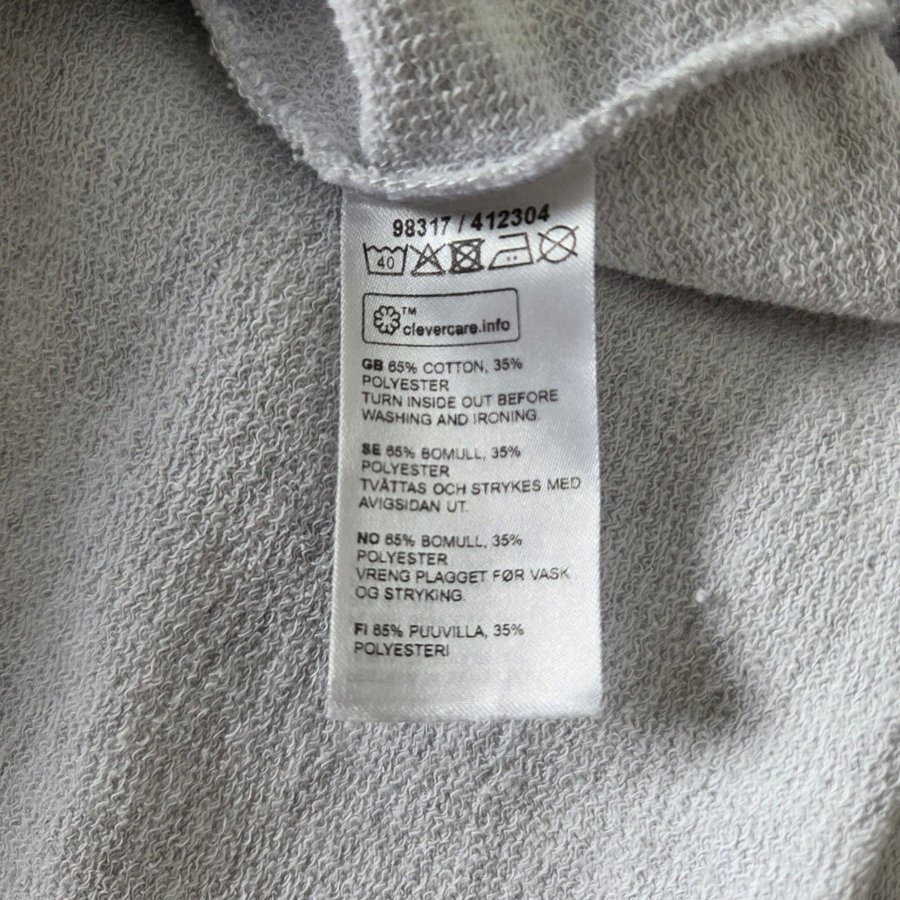 98317 / 412304
40
TM
clevercare.info
GB 65% COTTON, 35%
POLYESTER
TURN INSIDE OUT BEFORE
WASHING AND IRONING.
SE 65% BOMULL, 35%
POLYESTER
TVÄTTAS OCH STRYKES MED
AVIGSIDAN UT.
NO 65% BOMULL, 35%
POLYESTER
VRENG PLAGGET FØR VASK
OG STRYKING.
FI 65% PUUVILLA, 35%
POLYESTERI